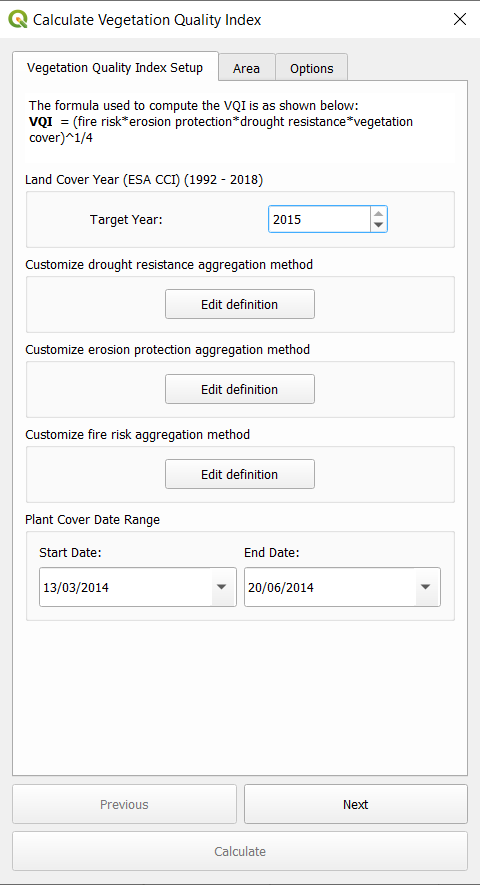 Calculate Vegetation Quality Index
Vegetation Quality Index Setup Area Options
The formula used to compute the VQI is as shown below:
VQI = (fire risk*erosion protection*drought resistance*vegetation
cover)^1/4
Land Cover Year (ESA CCI) (1992 - 2018)
Target Year: 2015
Customize drought resistance aggregation method
Edit definition
Customize erosion protection aggregation method
Edit definition
Customize fire risk aggregation method
Edit definition
Plant Cover Date Range
Start Date: End Date:
13/03/2014 20/06/2014
Previous Next
Calculate